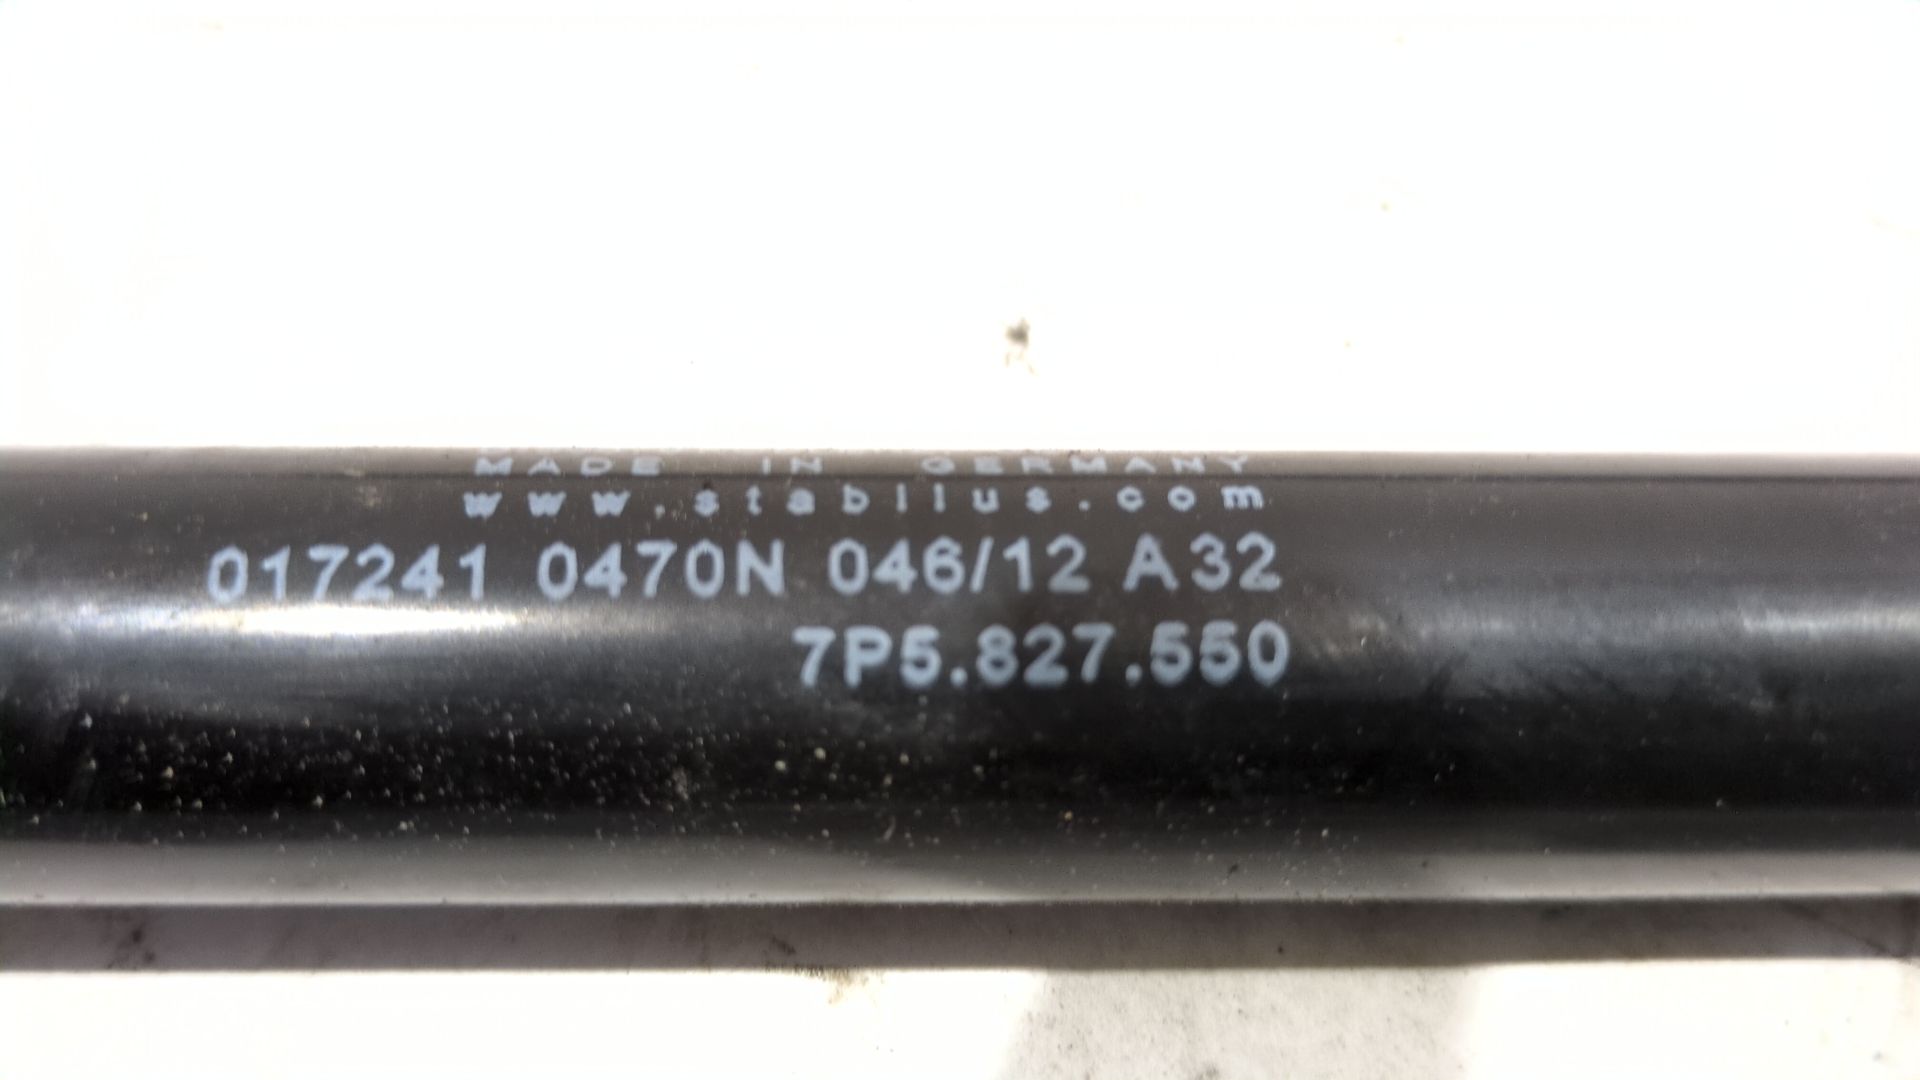 MADE IN GERMANY
www.stabilus.com
017241 0470N 046/12 A32
7P5.827.550